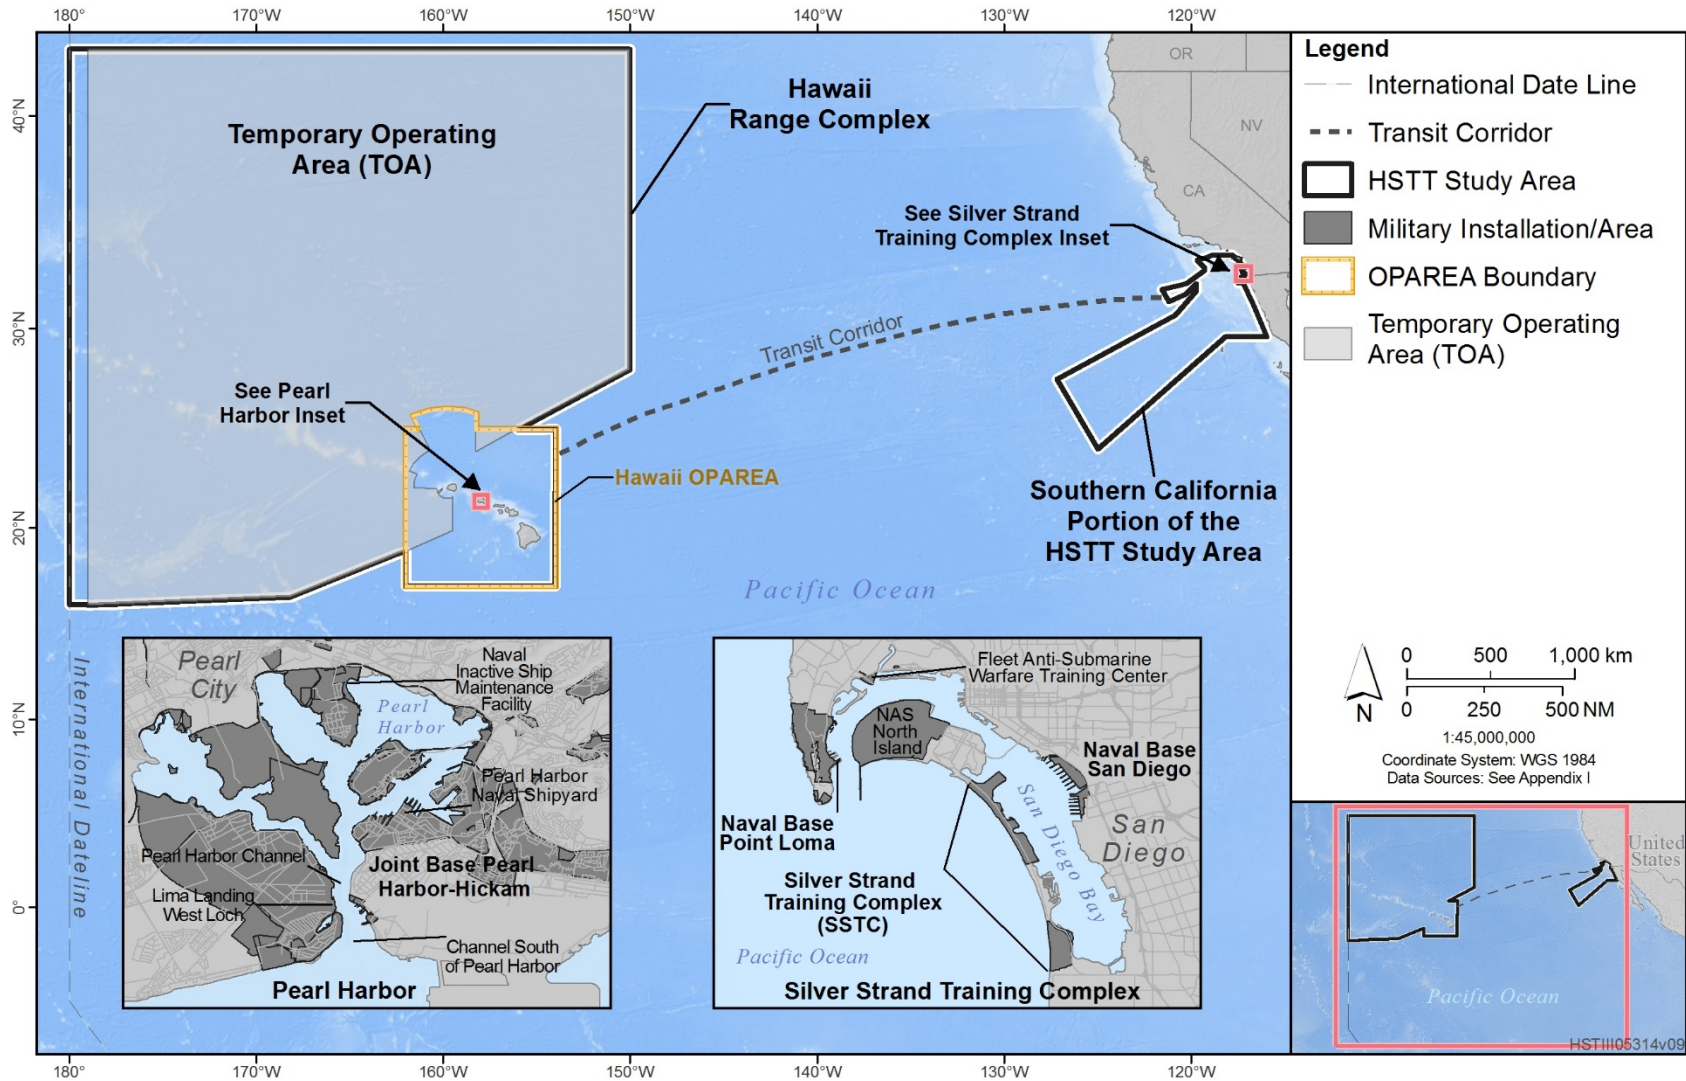 180°
170°W
160°W
150°W
140°W
130°W
120°W
40°N
30°N
20°N
10°N
0°
Temporary Operating
Area (TOA)
Hawaii
Range Complex
OR
NV
CA
See Silver Strand
Training Complex Inset
Transit Corridor
See Pearl
Harbor Inset
Hawaii OPAREA
Southern California
Portion of the
HSTT Study Area
Pacific Ocean
International Dateline
Pearl
City
Naval
Inactive Ship
Maintenance
Facility
Pearl
Harbor
Pearl Harbor
Naval Shipyard
Pearl Harbor Channel
Joint Base Pearl
Harbor-Hickam
Lima Landing
West Loch
Channel South
of Pearl Harbor
Pearl Harbor
Fleet Anti-Submarine
Warfare Training Center
NAS
North
Island
Naval Base
San Diego
Naval Base
Point Loma
San Diego Bay
San
Diego
Silver Strand
Training Complex
(SSTC)
Pacific Ocean
Silver Strand Training Complex
180°
170°W
160°W
150°W
140°W
130°W
120°W
Legend
International Date Line
Transit Corridor
HSTT Study Area
Military Installation/Area
OPAREA Boundary
Temporary Operating
Area (TOA)
N
0 500 1,000 km
0 250 500 NM
1:45,000,000
Coordinate System: WGS 1984
Data Sources: See Appendix I
United
States
Pacific Ocean
HSTIII05314v09